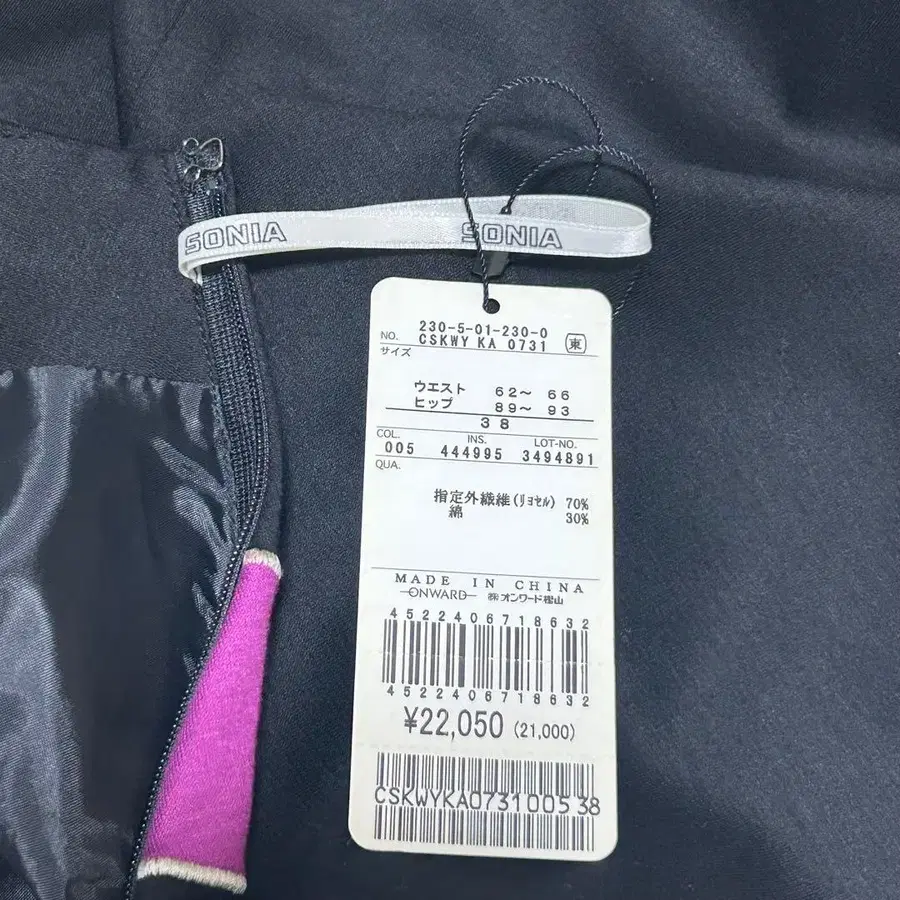 SONIA SONIA
230-5-01-230-0
NO. CSKWY KA 0731 東
サイズ
ウエスト 62〜 66
ヒップ 89〜 93
38
COL. INS. LOT-NO.
005 444995 3494891
QUA.
指定外繊維(リヨセル) 70%
綿 30%
MADE IN CHINA
ONWARD ㈱オンワード樫山
4522406718632
4522406718632
¥22,050 (21,000)
CSKWYKA0731 005 38